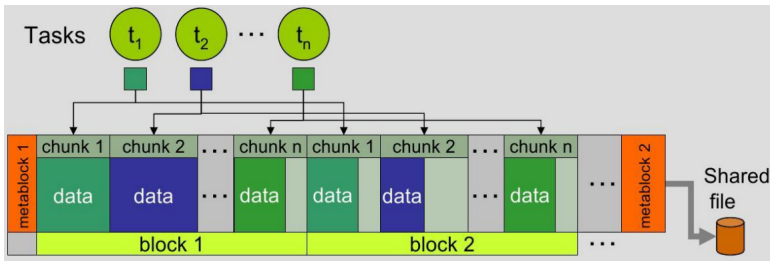 Tasks t1 t2 ... tn
metablock 1 chunk 1 chunk 2 ... chunk n chunk 1 chunk 2 ... chunk n metablock 2
data data ... data data data ... data ...
Shared
file
block 1 block 2 ...